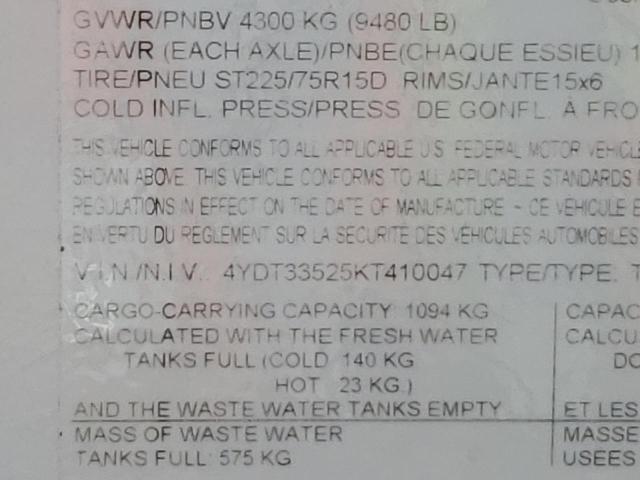 GVWR/PNBV 4300 KG (9480 LB)
GAWR (EACH AXLE)/PNBE(CHAQUE ESSIEU) 1
TIRE/PNEU ST225/75R15D RIMS/JANTE15x6
COLD INFL. PRESS/PRESS DE GONFL. À FRO
THIS VEHICLE CONFORMS TO ALL APPLICABLE U.S. FEDERAL MOTOR VEHICLE
SHOWN ABOVE. THIS VEHICLE CONFORMS TO ALL APPLICABLE STANDARDS
REGULATIONS IN EFFECT ON THE DATE OF MANUFACTURE - CE VÉHICULE E
EN VERTU DU RÈGLEMENT SUR LA SÉCURITÉ DES VÉHICULES AUTOMOBILES
V.I.N./N.I.V.: 4YDT33525KT410047 TYPE/TYPE: T
CARGO-CARRYING CAPACITY: 1094 KG CAPAC
CALCULATED WITH THE FRESH WATER CALCU
TANKS FULL (COLD 140 KG DO
HOT 23 KG.)
AND THE WASTE WATER TANKS EMPTY ET LES
MASS OF WASTE WATER MASSE
TANKS FULL: 575 KG USEES